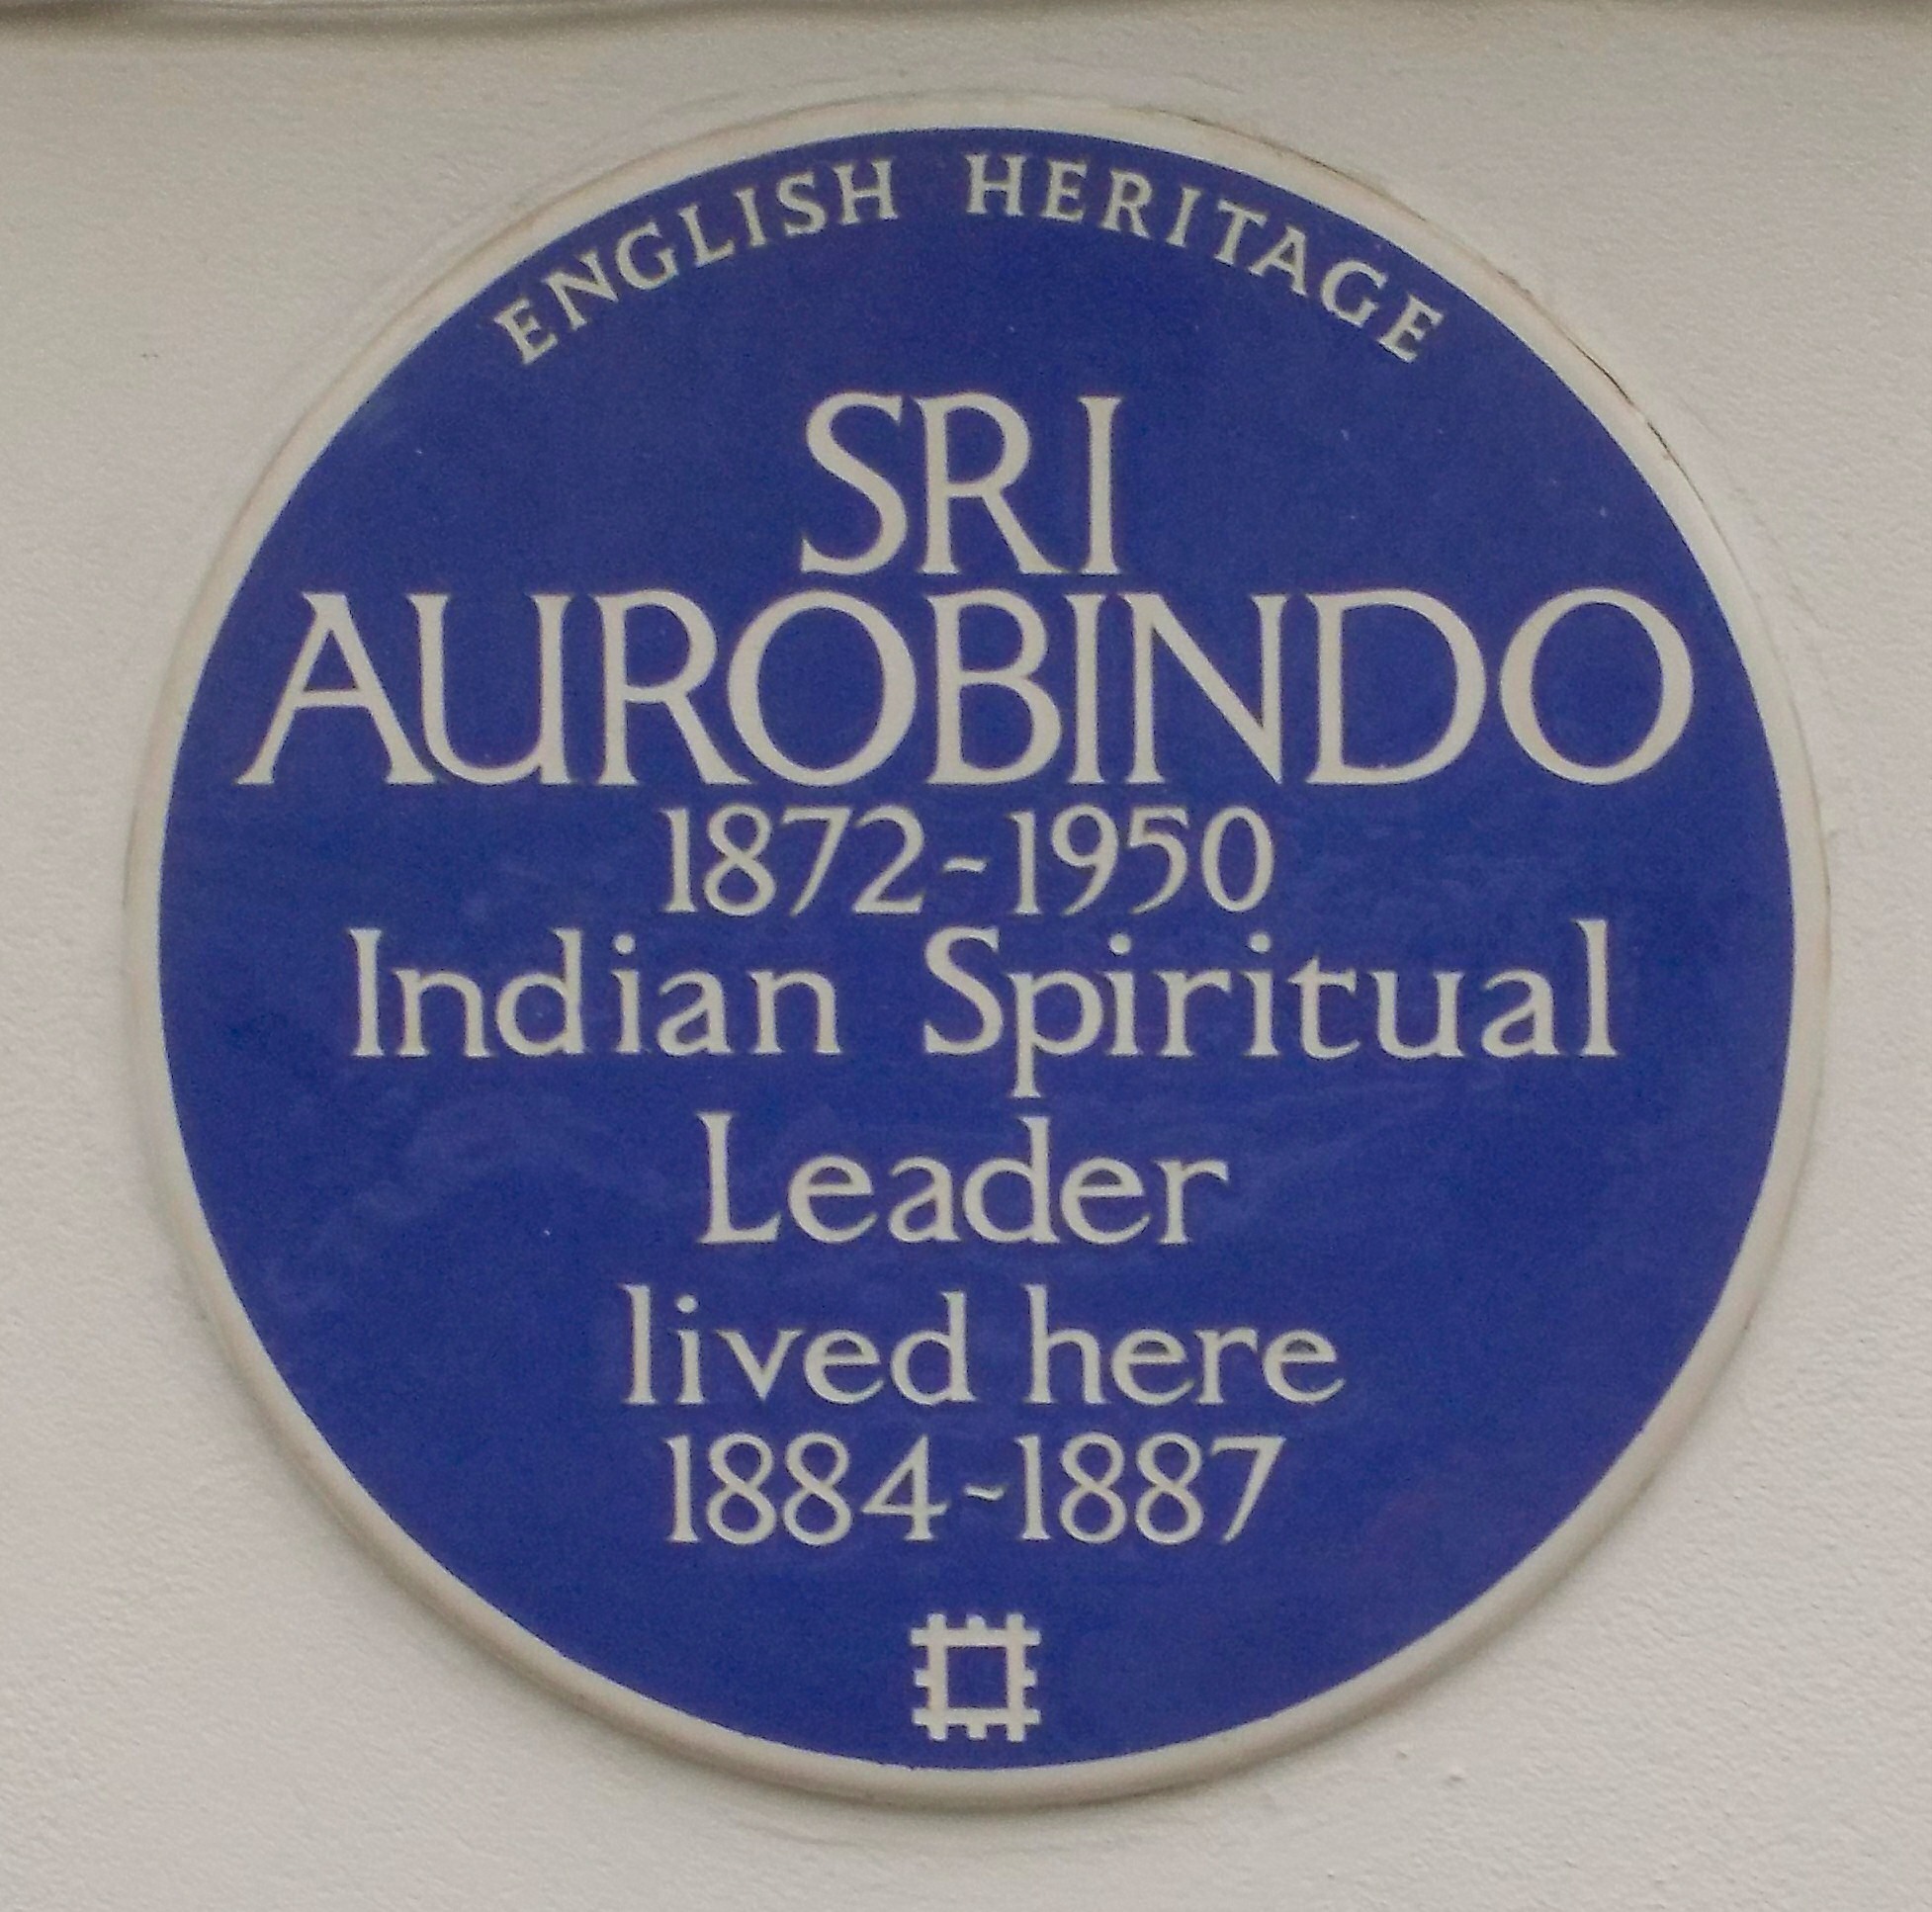 ENGLISH HERITAGE
SRI
AUROBINDO
1872~1950
Indian Spiritual
Leader
lived here
1884~1887